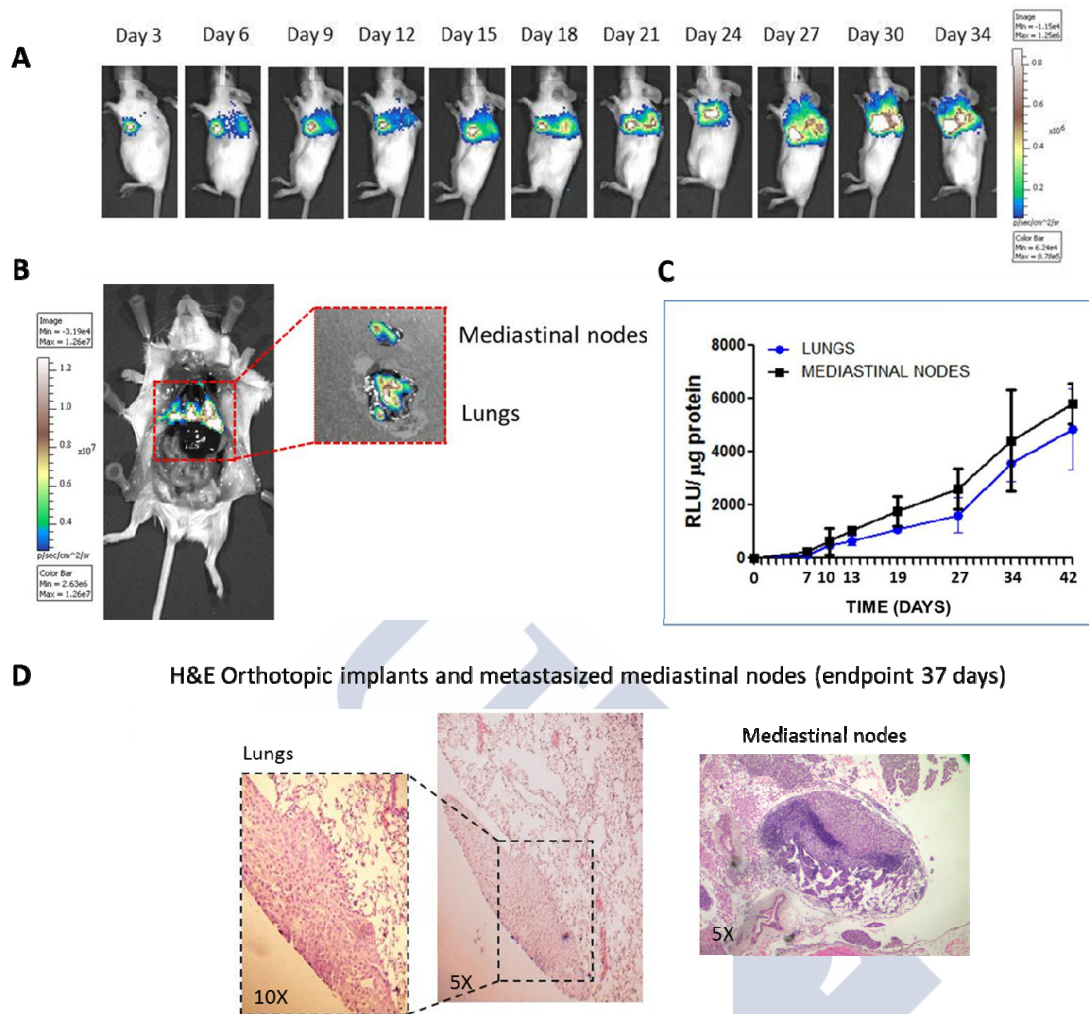 A
Day 3 Day 6 Day 9 Day 12 Day 15 Day 18 Day 21 Day 24 Day 27 Day 30 Day 34
Image
Min = -1.15e4
Max = 1.25e6
0.8
0.6
x10^6
0.4
0.2
p/sec/cm^2/sr
Color Bar
Min = 6.24e4
Max = 8.78e5
B
Image
Min = -3.19e4
Max = 1.26e7
1.2
1.0
0.8
x10^7
0.6
0.4
p/sec/cm^2/sr
Color Bar
Min = 2.63e6
Max = 1.26e7
Mediastinal nodes
Lungs
C
8000
6000
4000
2000
0
RLU/ µg protein
LUNGS
MEDIASTINAL NODES
0 7 10 13 19 27 34 42
TIME (DAYS)
D
H&E Orthotopic implants and metastasized mediastinal nodes (endpoint 37 days)
Lungs
10X
5X
Mediastinal nodes
5X